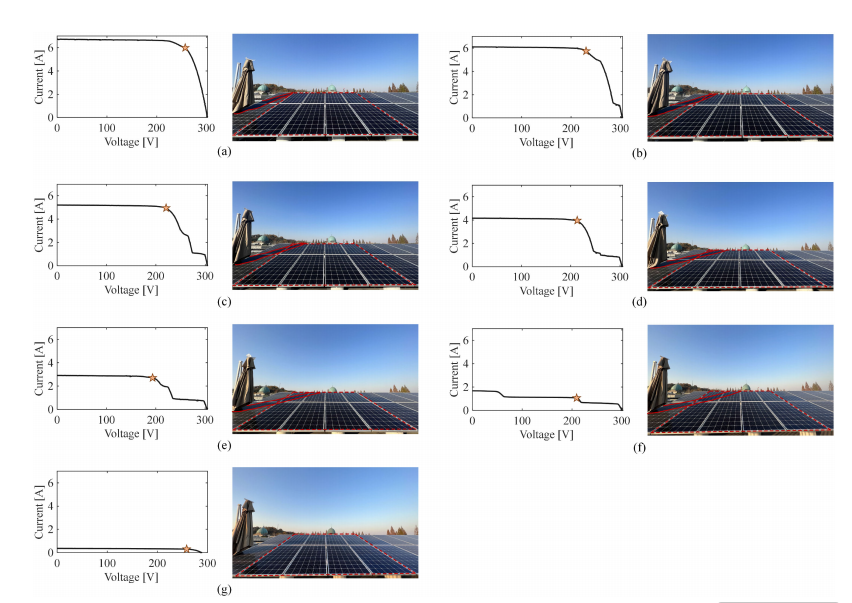 6
4
2
0
Current [A]
0
100
200
300
Voltage [V]
(a)
6
4
2
0
Current [A]
0
100
200
300
Voltage [V]
(b)
6
4
2
0
Current [A]
0
100
200
300
Voltage [V]
(c)
6
4
2
0
Current [A]
0
100
200
300
Voltage [V]
(d)
6
4
2
0
Current [A]
0
100
200
300
Voltage [V]
(e)
6
4
2
0
Current [A]
0
100
200
300
Voltage [V]
(f)
6
4
2
0
Current [A]
0
100
200
300
Voltage [V]
(g)